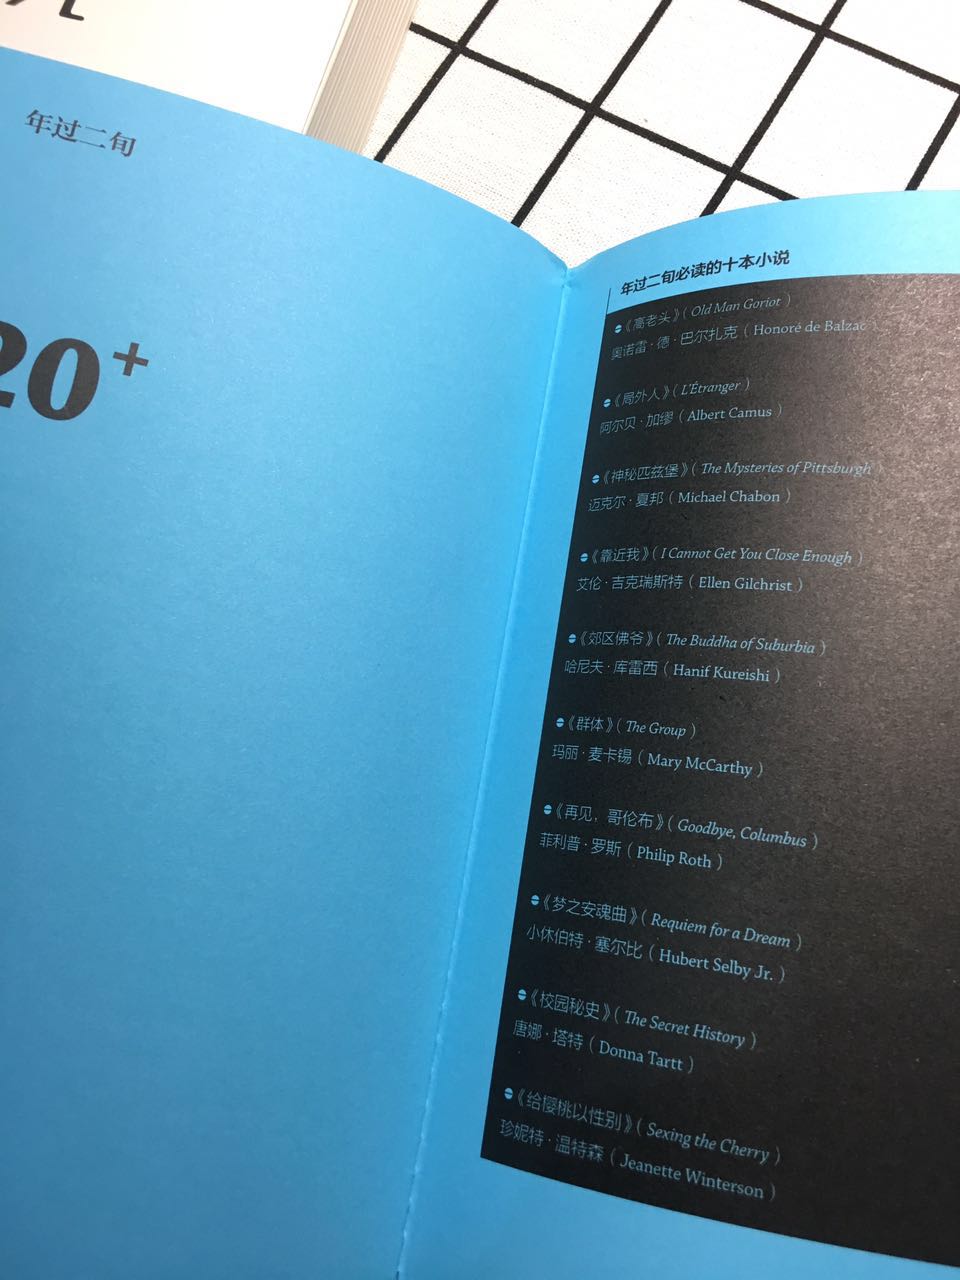 年过二旬
20+
年过二旬必读的十本小说
《高老头》（Old Man Goriot）
奥诺雷·德·巴尔扎克（Honoré de Balzac）
《局外人》（L'Étranger）
阿尔贝·加缪（Albert Camus）
《神秘匹兹堡》（The Mysteries of Pittsburgh）
迈克尔·夏邦（Michael Chabon）
《靠近我》（I Cannot Get You Close Enough）
艾伦·吉克瑞斯特（Ellen Gilchrist）
《郊区佛爷》（The Buddha of Suburbia）
哈尼夫·库雷西（Hanif Kureishi）
《群体》（The Group）
玛丽·麦卡锡（Mary McCarthy）
《再见，哥伦布》（Goodbye, Columbus）
菲利普·罗斯（Philip Roth）
《梦之安魂曲》（Requiem for a Dream）
小休伯特·塞尔比（Hubert Selby Jr.）
《校园秘史》（The Secret History）
唐娜·塔特（Donna Tartt）
《给樱桃以性别》（Sexing the Cherry）
珍妮特·温特森（Jeanette Winterson）